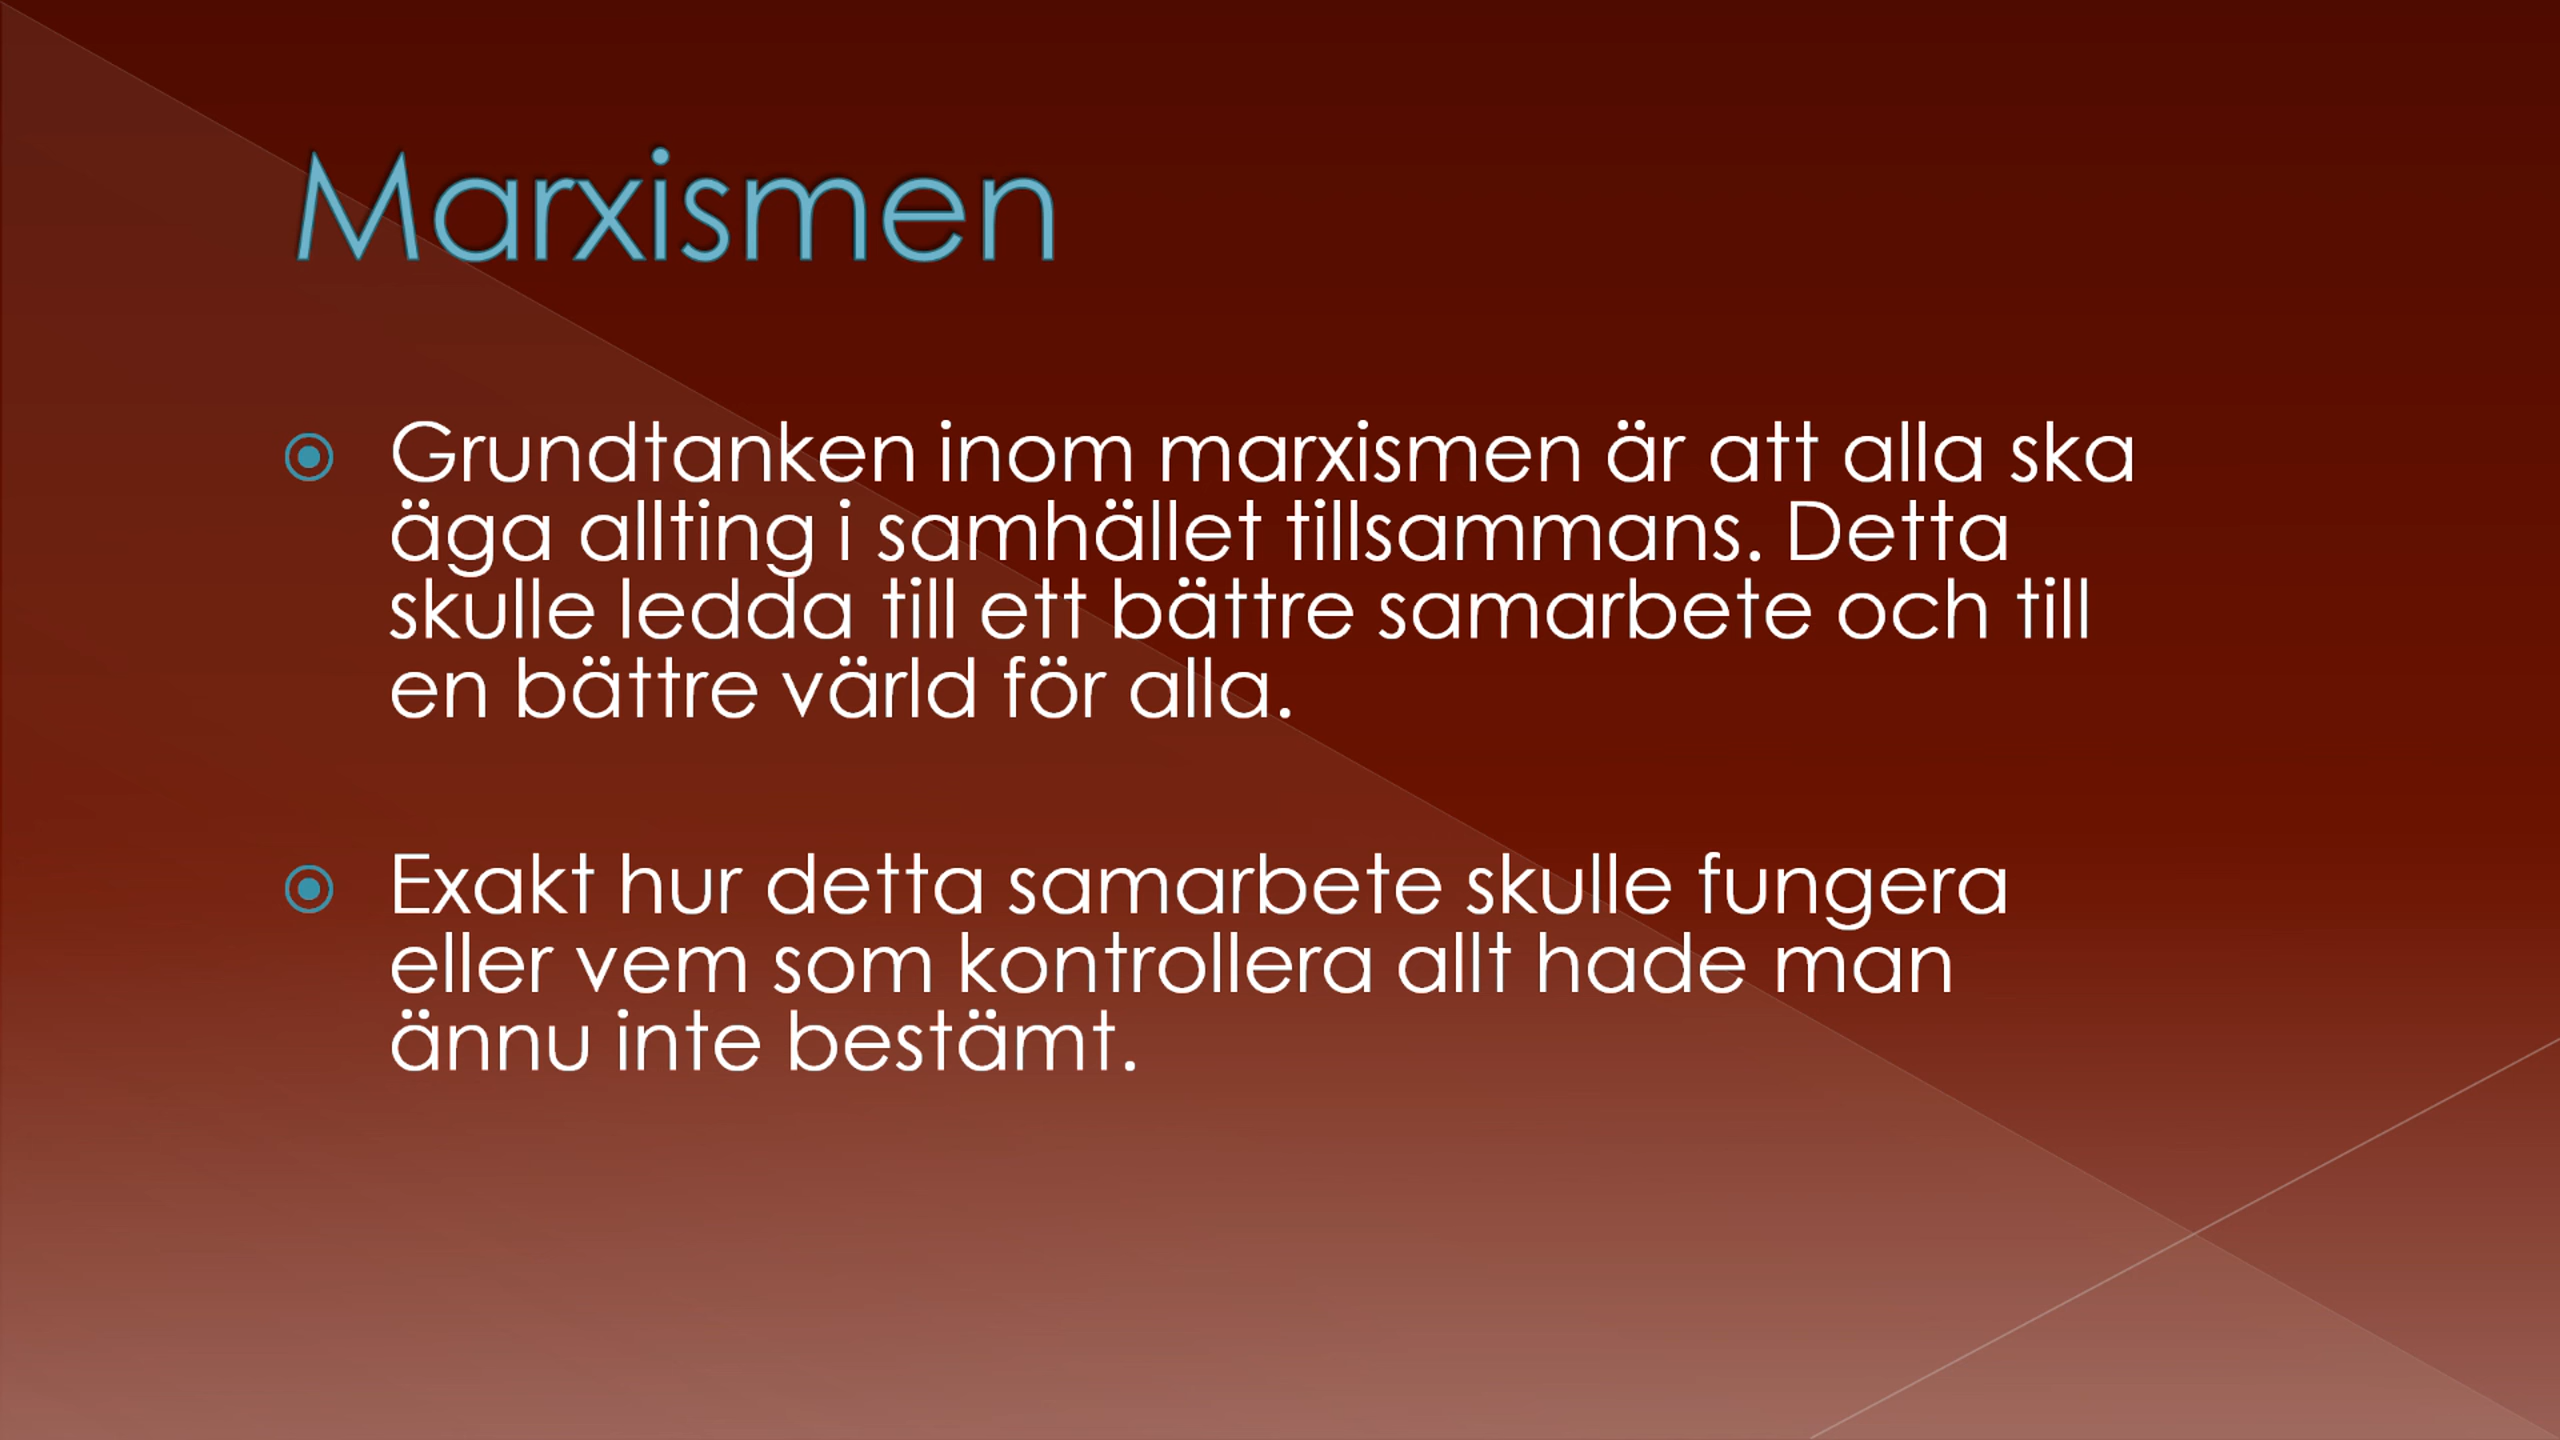 Marxismen
Grundtanken inom marxismen är att alla ska
äga allting i samhället tillsammans. Detta
skulle ledda till ett bättre samarbete och till
en bättre värld för alla.
Exakt hur detta samarbete skulle fungera
eller vem som kontrollera allt hade man
ännu inte bestämt.